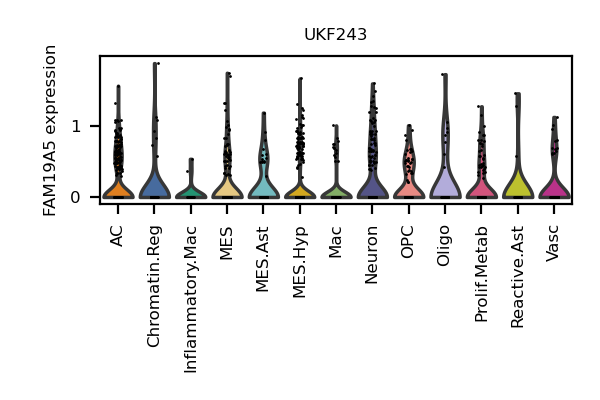 UKF243
FAM19A5 expression
1
0
AC
Chromatin.Reg
Inflammatory.Mac
MES
MES.Ast
MES.Hyp
Mac
Neuron
OPC
Oligo
Prolif.Metab
Reactive.Ast
Vasc